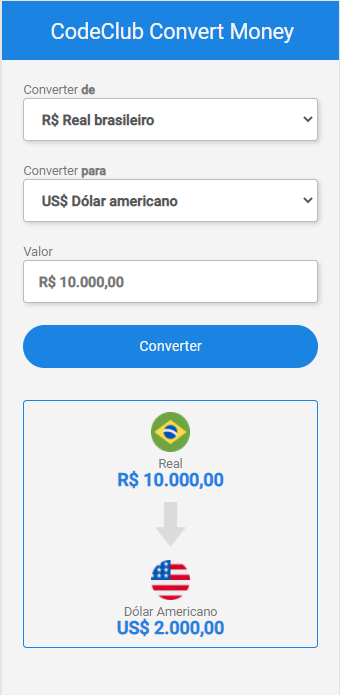 CodeClub Convert Money
Converter de
R$ Real brasileiro
Converter para
US$ Dólar americano
Valor
R$ 10.000,00
Converter
Real
R$ 10.000,00
Dólar Americano
US$ 2.000,00